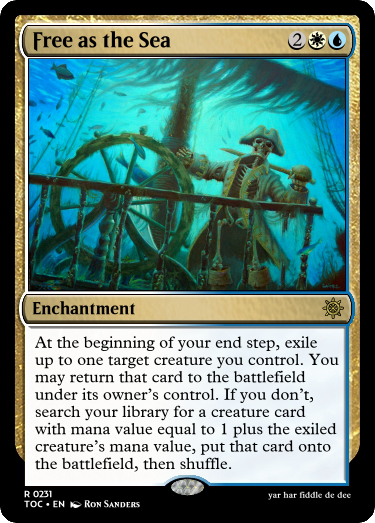 Free as the Sea 2
Enchantment
At the beginning of your end step, exile
up to one target creature you control. You
may return that card to the battlefield
under its owner's control. If you don't,
search your library for a creature card
with mana value equal to 1 plus the exiled
creature's mana value, put that card onto
the battlefield, then shuffle.
R 0231
TOC • EN Ron Sanders
yar har fiddle de dee